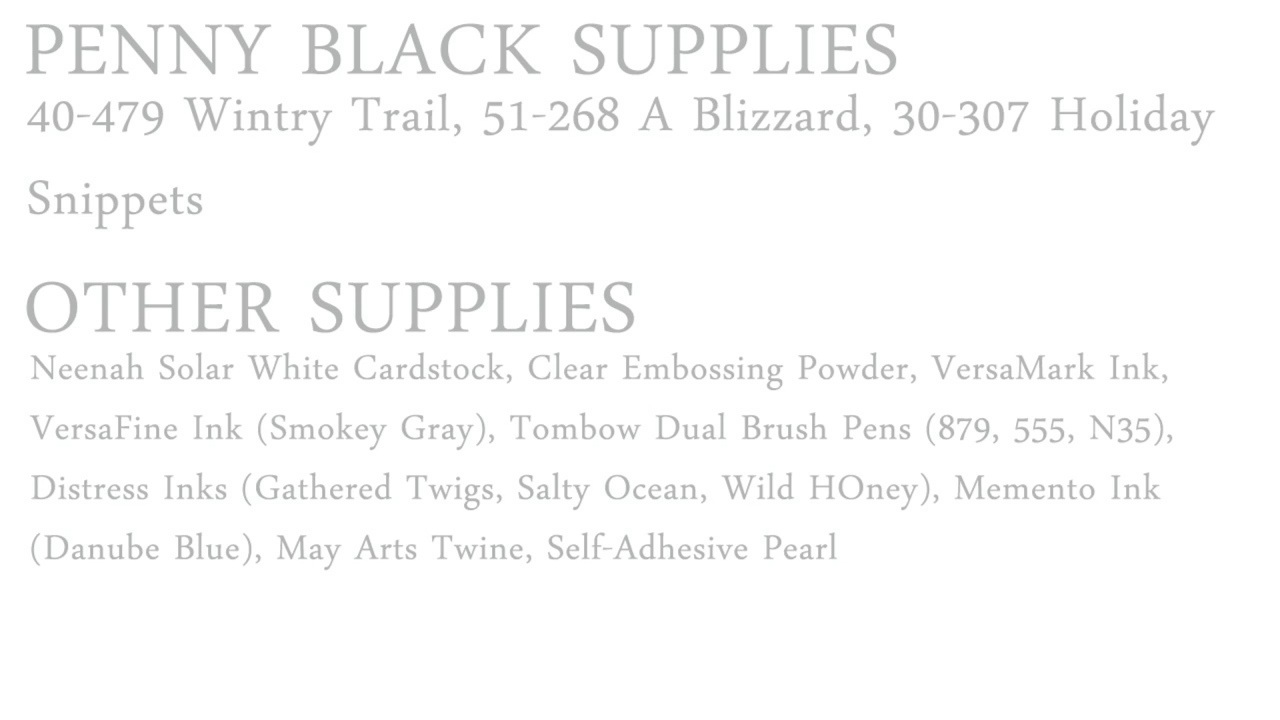 PENNY BLACK SUPPLIES
40-479 Wintry Trail, 51-268 A Blizzard, 30-307 Holiday
Snippets
OTHER SUPPLIES
Neenah Solar White Cardstock, Clear Embossing Powder, VersaMark Ink,
VersaFine Ink (Smokey Gray), Tombow Dual Brush Pens (879, 555, N35),
Distress Inks (Gathered Twigs, Salty Ocean, Wild HOney), Memento Ink
(Danube Blue), May Arts Twine, Self-Adhesive Pearl